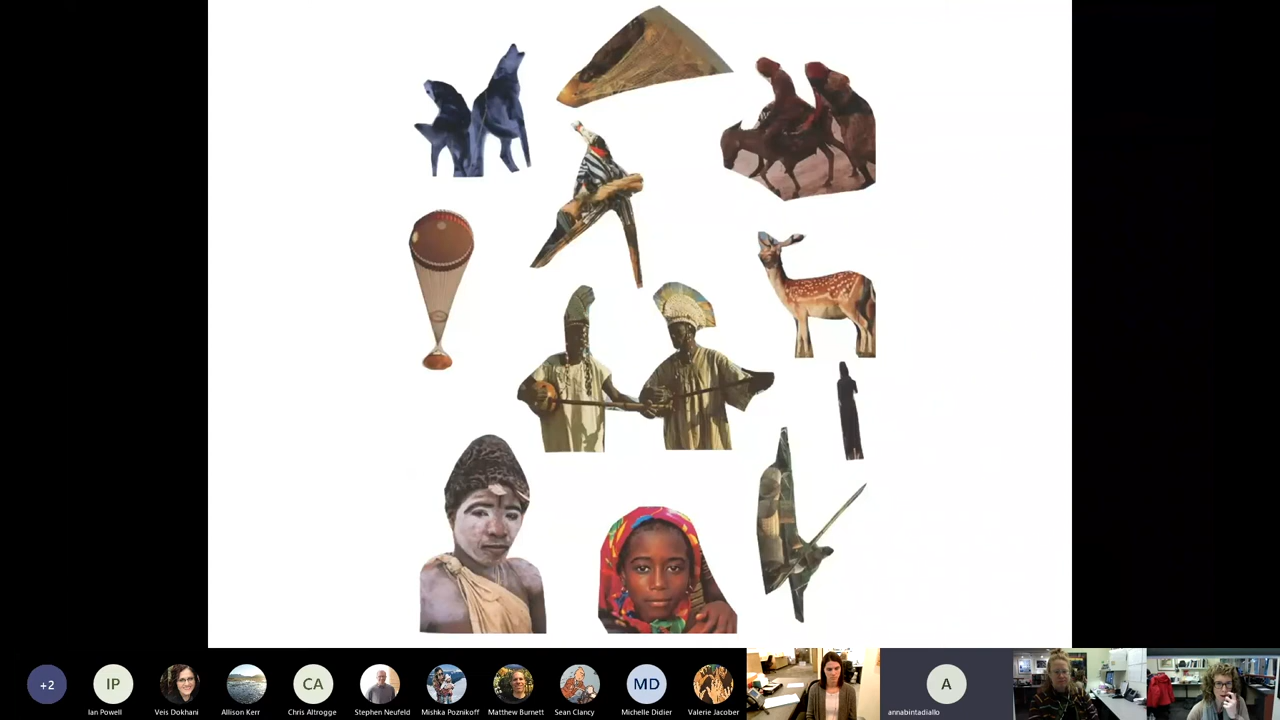 +2
IP
CA
MD
A
Ian Powell
Veis Dokhani
Allison Kerr
Chris Altrogge
Stephen Neufeld
Mishka Poznikoff
Matthew Burnett
Sean Clancy
Michelle Didier
Valerie Jacober
annabintadiallo